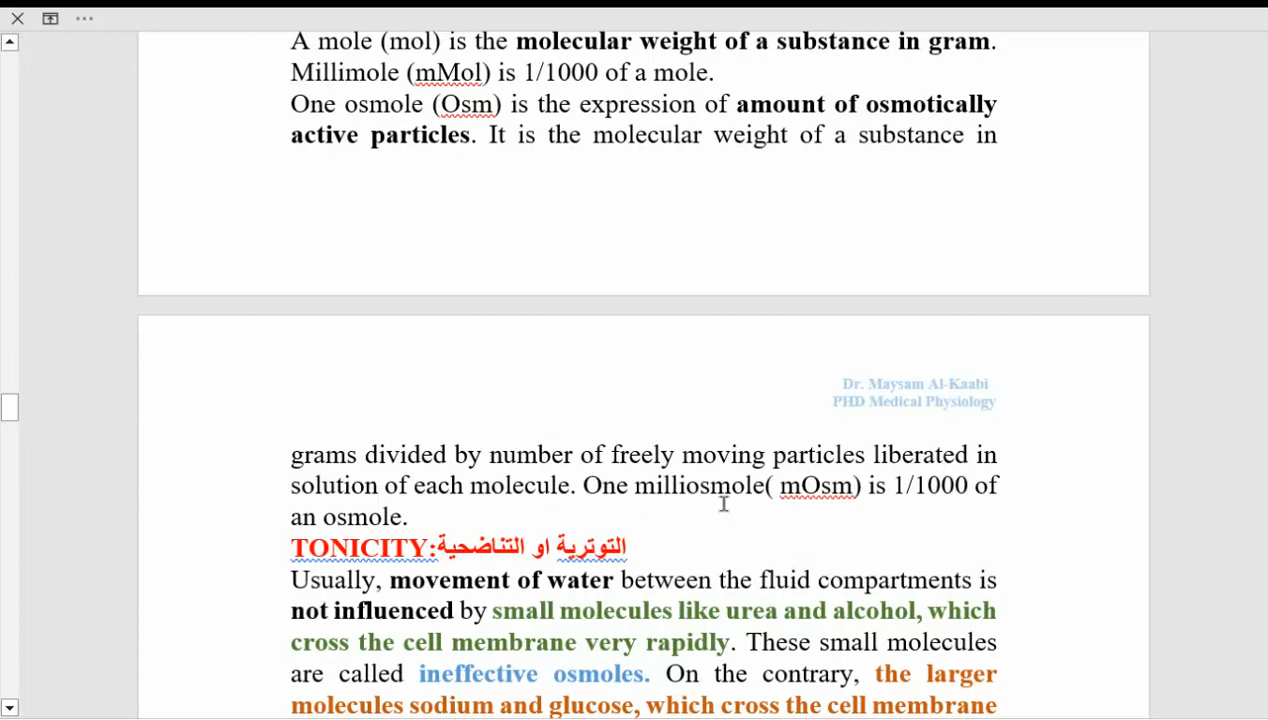 A mole (mol) is the molecular weight of a substance in gram.
Millimole (mMol) is 1/1000 of a mole.
One osmole (Osm) is the expression of amount of osmotically
active particles. It is the molecular weight of a substance in
Dr. Maysam Al-Kaabi
PHD Medical Physiology
grams divided by number of freely moving particles liberated in
solution of each molecule. One milliosmole( mOsm) is 1/1000 of
an osmole.
TONICITY:التوترية او التناضحية
Usually, movement of water between the fluid compartments is
not influenced by small molecules like urea and alcohol, which
cross the cell membrane very rapidly. These small molecules
are called ineffective osmoles. On the contrary, the larger
molecules sodium and glucose, which cross the cell membrane